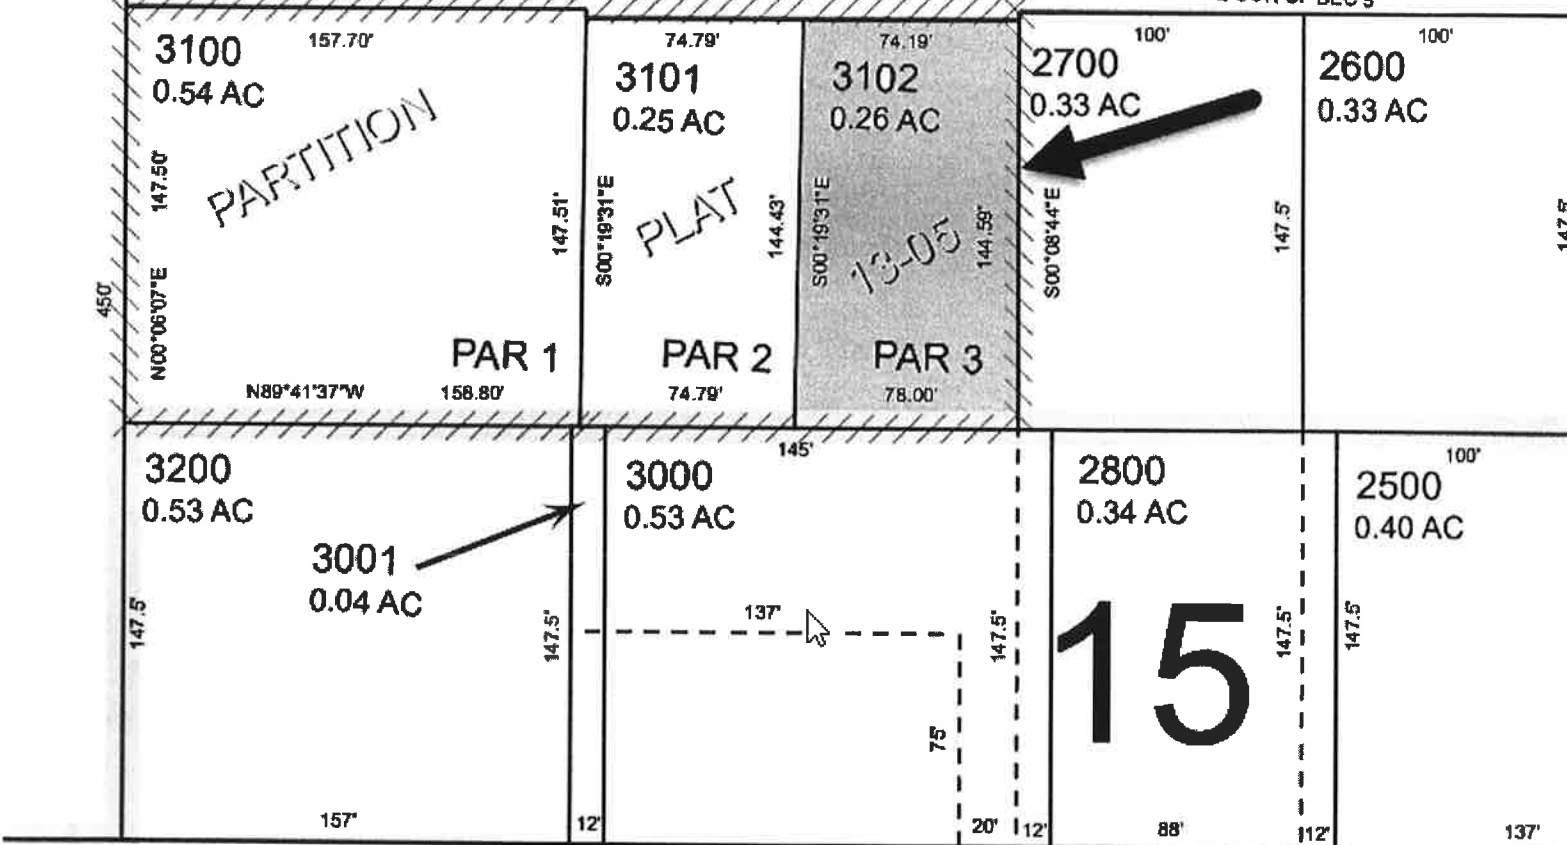 3100
0.54 AC
157.70'
PARTITION
147.50'
N00°06'07"E
450'
147.51'
PAR 1
N89°41'37"W
158.80'
74.79'
3101
0.25 AC
S00°19'31"E
PLAT
144.43'
PAR 2
74.79'
74.19'
3102
0.26 AC
S00°19'31"E
13-05
144.59'
PAR 3
78.00'
100'
2700
0.33 AC
S00°08'44"E
147.5'
100'
2600
0.33 AC
3200
0.53 AC
3001
0.04 AC
147.5'
147.5'
157'
12'
145'
3000
0.53 AC
137'
147.5'
75'
20'
12'
2800
0.34 AC
15
147.5'
88'
12'
100'
2500
0.40 AC
147.5'
137'